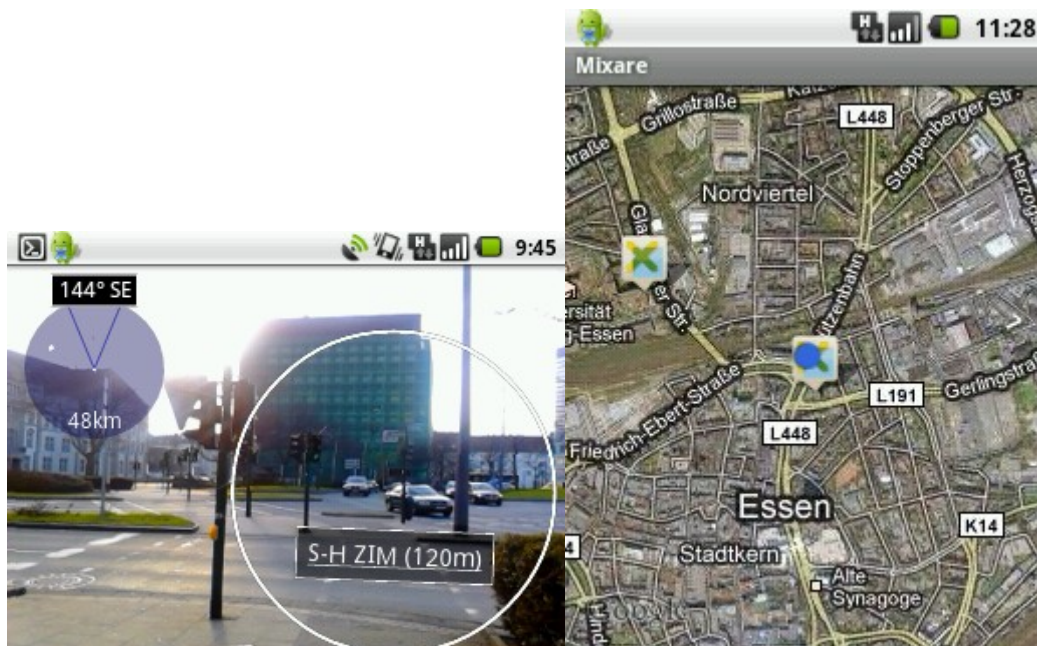 9:45
144° SE
48km
S-H ZIM (120m)
11:28
Mixare
Grillostraße
L448
Stoppenberger Str.
Nordviertel
Friedrich-Ebert-Straße
L191
L448
Essen
K14
Stadtkern
Alte
Synagoge
Google